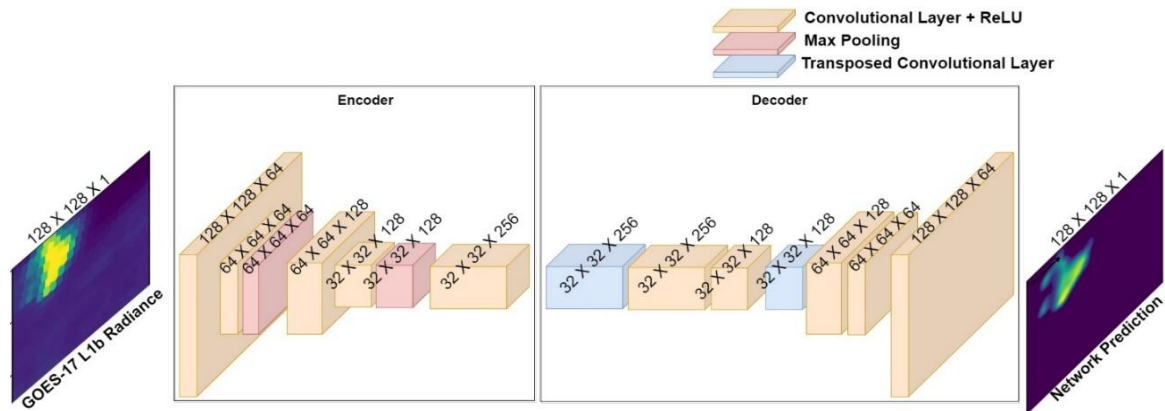 Convolutional Layer + ReLU
Max Pooling
Transposed Convolutional Layer
Encoder
Decoder
128 X 128 X 1
GOES-17 L1b Radiance
128 X 128 X 64
64 X 64 X 64
64 X 64 X 64
64 X 64 X 128
32 X 32 X 128
32 X 32 X 128
32 X 32 X 256
32 X 32 X 256
32 X 32 X 256
32 X 32 X 128
32 X 32 X 128
64 X 64 X 128
64 X 64 X 64
128 X 128 X 64
128 X 128 X 1
Network Prediction